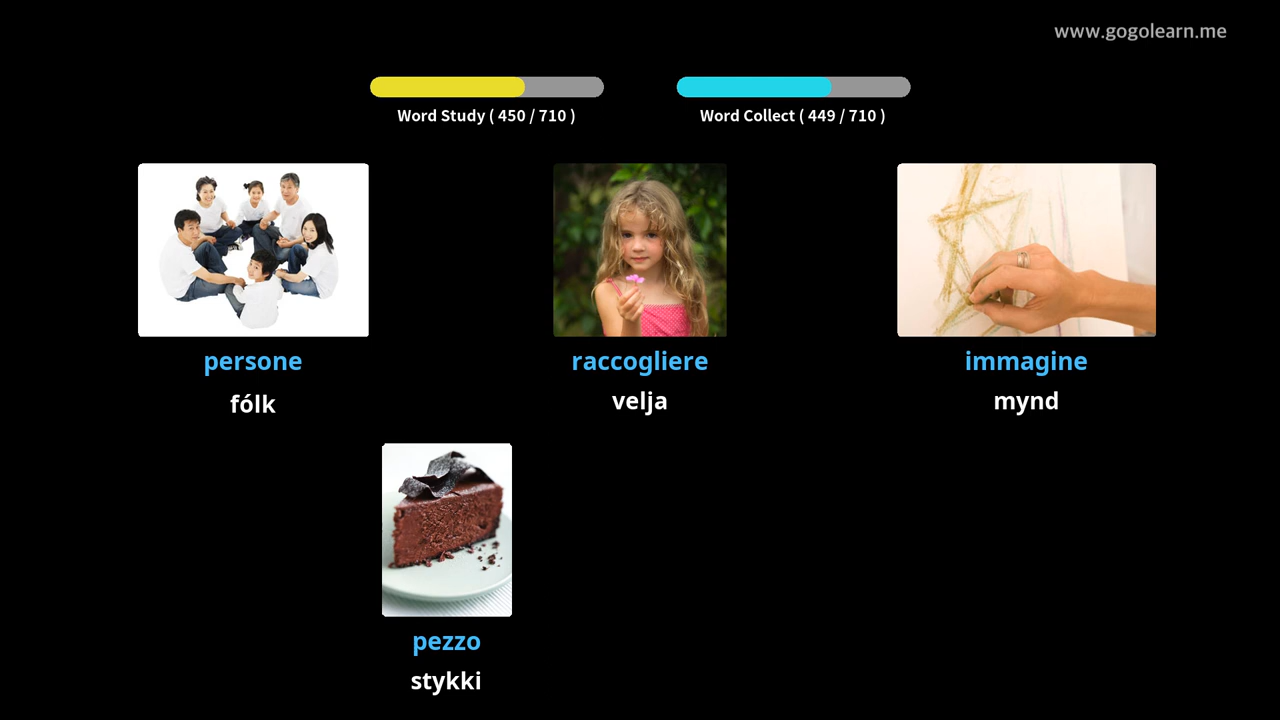 www.gogolearn.me
Word Study ( 450 / 710 )
Word Collect ( 449 / 710 )
persone
fólk
raccogliere
velja
immagine
mynd
pezzo
stykki